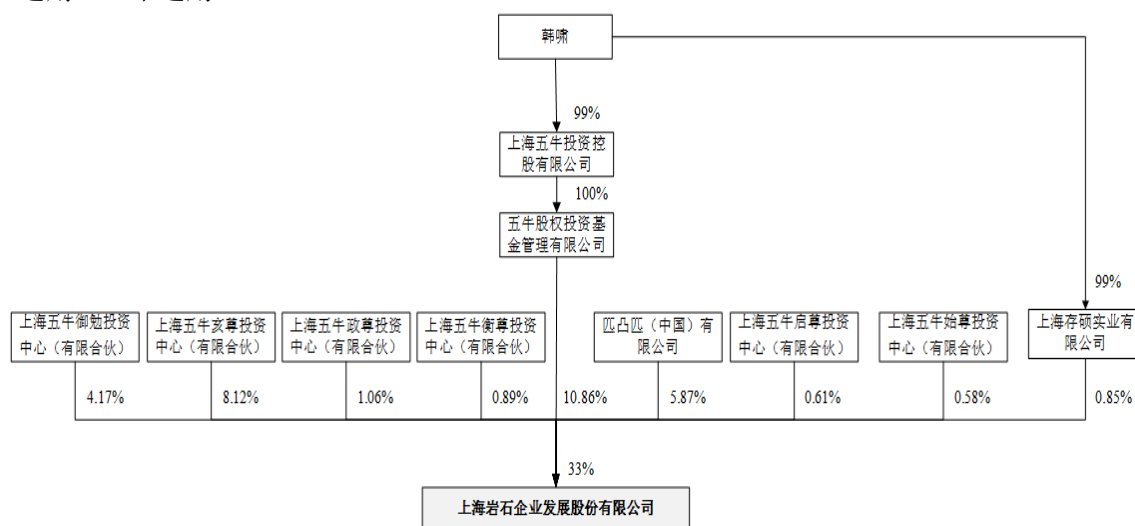 韩啸
99%
上海五牛投资控
股有限公司
100%
五牛股权投资基
金管理有限公司
99%
上海五牛御勉投资
中心（有限合伙）
上海五牛亥尊投资
中心（有限合伙）
上海五牛政尊投资
中心（有限合伙）
上海五牛衡尊投资
中心（有限合伙）
匹凸匹（中国）有
限公司
上海五牛启尊投资
中心（有限合伙）
上海五牛始尊投资
中心（有限合伙）
上海存硕实业有
限公司
4.17%
8.12%
1.06%
0.89%
10.86%
5.87%
0.61%
0.58%
0.85%
33%
上海岩石企业发展股份有限公司